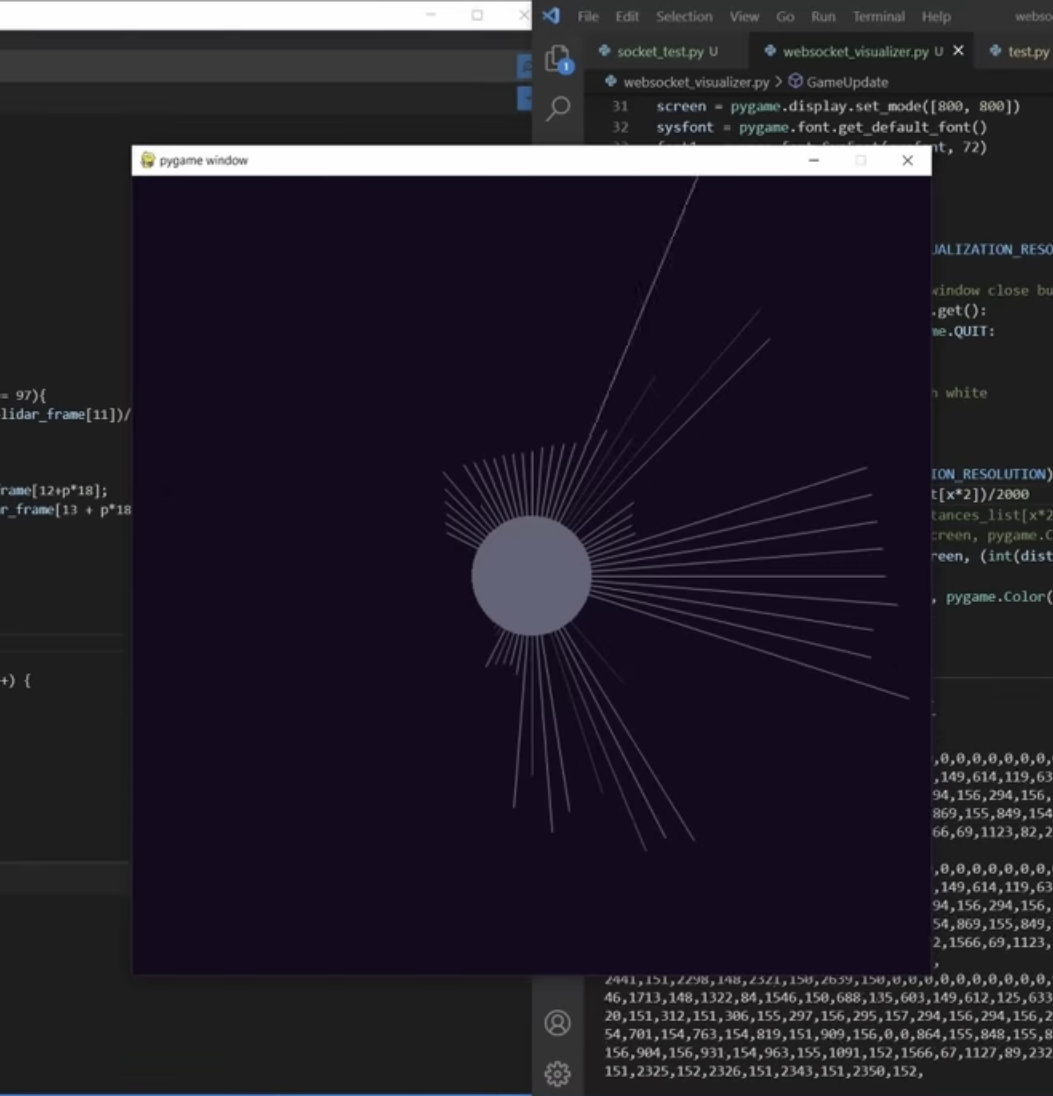 File Edit Selection View Go Run Terminal Help webso
socket_test.py U websocket_visualizer.py U test.py
1
websocket_visualizer.py > GameUpdate
31 screen = pygame.display.set_mode([800, 800])
32 sysfont = pygame.font.get_default_font()
nt, 72)
pygame window
UALIZATION_RESO
window close bu
.get():
me.QUIT:
= 97){
lidar_frame[11])/
h white
rame[12+p*18];
r_frame[13 + p*18
ION_RESOLUTION)
t[x*2])/2000
tances_list[x*2
creen, pygame.C
reen, (int(dist
, pygame.Color(
+) {
,0,0,0,0,0,0,0,0,
,149,614,119,63
94,156,294,156,
869,155,849,154
66,69,1123,82,2
,0,0,0,0,0,0,0,0,
,149,614,119,63
94,156,294,156,
54,869,155,849,
2,1566,69,1123,
,
2441,151,2298,148,2321,150,2639,150,0,0,0,0,0,0,0,0,0,
46,1713,148,1322,84,1546,150,688,135,603,149,612,125,633
20,151,312,151,306,155,297,156,295,157,294,156,294,156,2
54,701,154,763,154,819,151,909,156,0,0,864,155,848,155,8
156,904,156,931,154,963,155,1091,152,1566,67,1127,89,232
151,2325,152,2326,151,2343,151,2350,152,